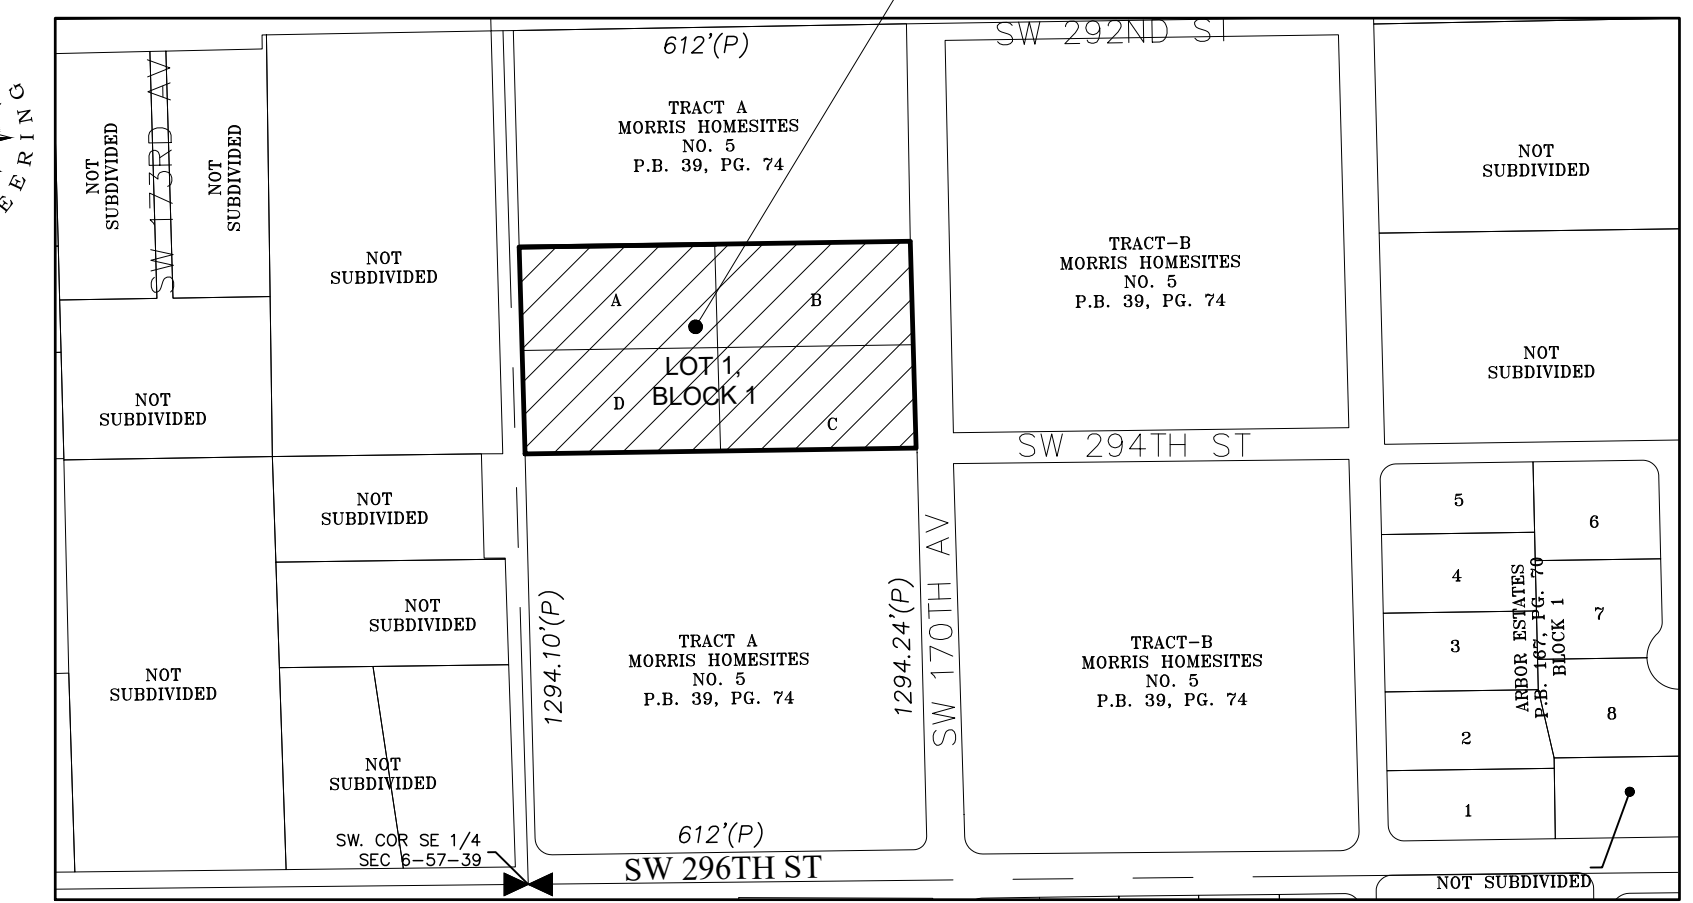 SW 292ND ST
612'(P)
G
N
I
R
E
E
SW 173RD AV
TRACT A
MORRIS HOMESITES
NO. 5
P.B. 39, PG. 74
NOT
SUBDIVIDED
NOT
SUBDIVIDED
NOT
SUBDIVIDED
NOT
SUBDIVIDED
TRACT-B
MORRIS HOMESITES
NO. 5
P.B. 39, PG. 74
A
B
LOT 1,
BLOCK 1
D
C
NOT
SUBDIVIDED
NOT
SUBDIVIDED
SW 294TH ST
NOT
SUBDIVIDED
5
6
4
NOT
SUBDIVIDED
7
3
ARBOR ESTATES
P.B. 167, PG. 70
BLOCK 1
1294.10'(P)
1294.24'(P)
SW 170TH AV
TRACT A
MORRIS HOMESITES
NO. 5
P.B. 39, PG. 74
TRACT-B
MORRIS HOMESITES
NO. 5
P.B. 39, PG. 74
NOT
SUBDIVIDED
8
2
NOT
SUBDIVIDED
1
612'(P)
SW. COR SE 1/4
SEC 6-57-39
SW 296TH ST
NOT SUBDIVIDED